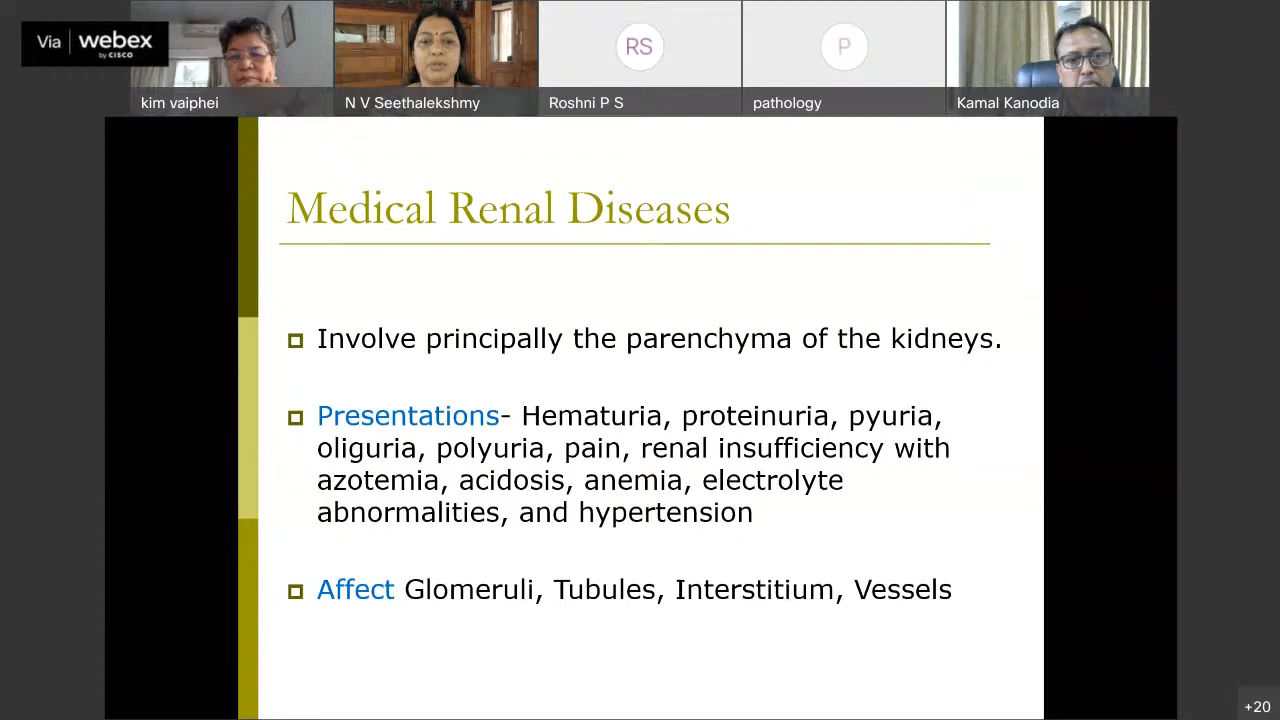 Via webex
by CISCO
RS
P
kim vaiphei
N V Seethalekshmy
Roshni P S
pathology
Kamal Kanodia
Medical Renal Diseases
Involve principally the parenchyma of the kidneys.
Presentations- Hematuria, proteinuria, pyuria,
oliguria, polyuria, pain, renal insufficiency with
azotemia, acidosis, anemia, electrolyte
abnormalities, and hypertension
Affect Glomeruli, Tubules, Interstitium, Vessels
+20